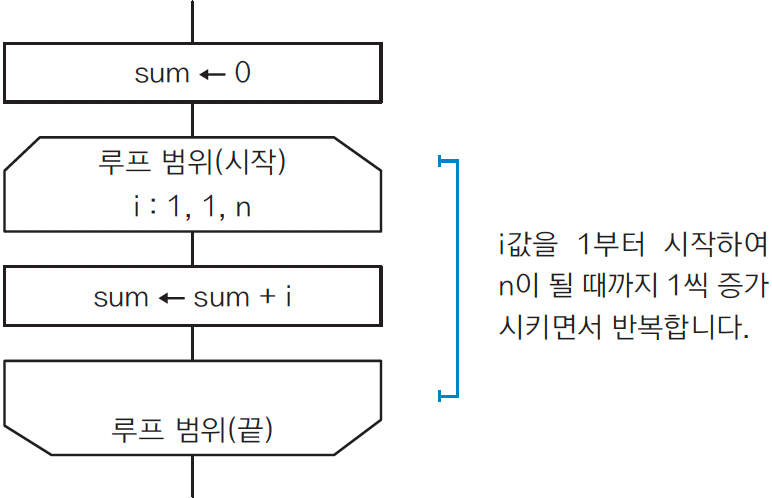 sum ← 0
루프 범위(시작)
i : 1, 1, n
sum ← sum + i
루프 범위(끝)
i값을 1부터 시작하여
n이 될 때까지 1씩 증가
시키면서 반복합니다.